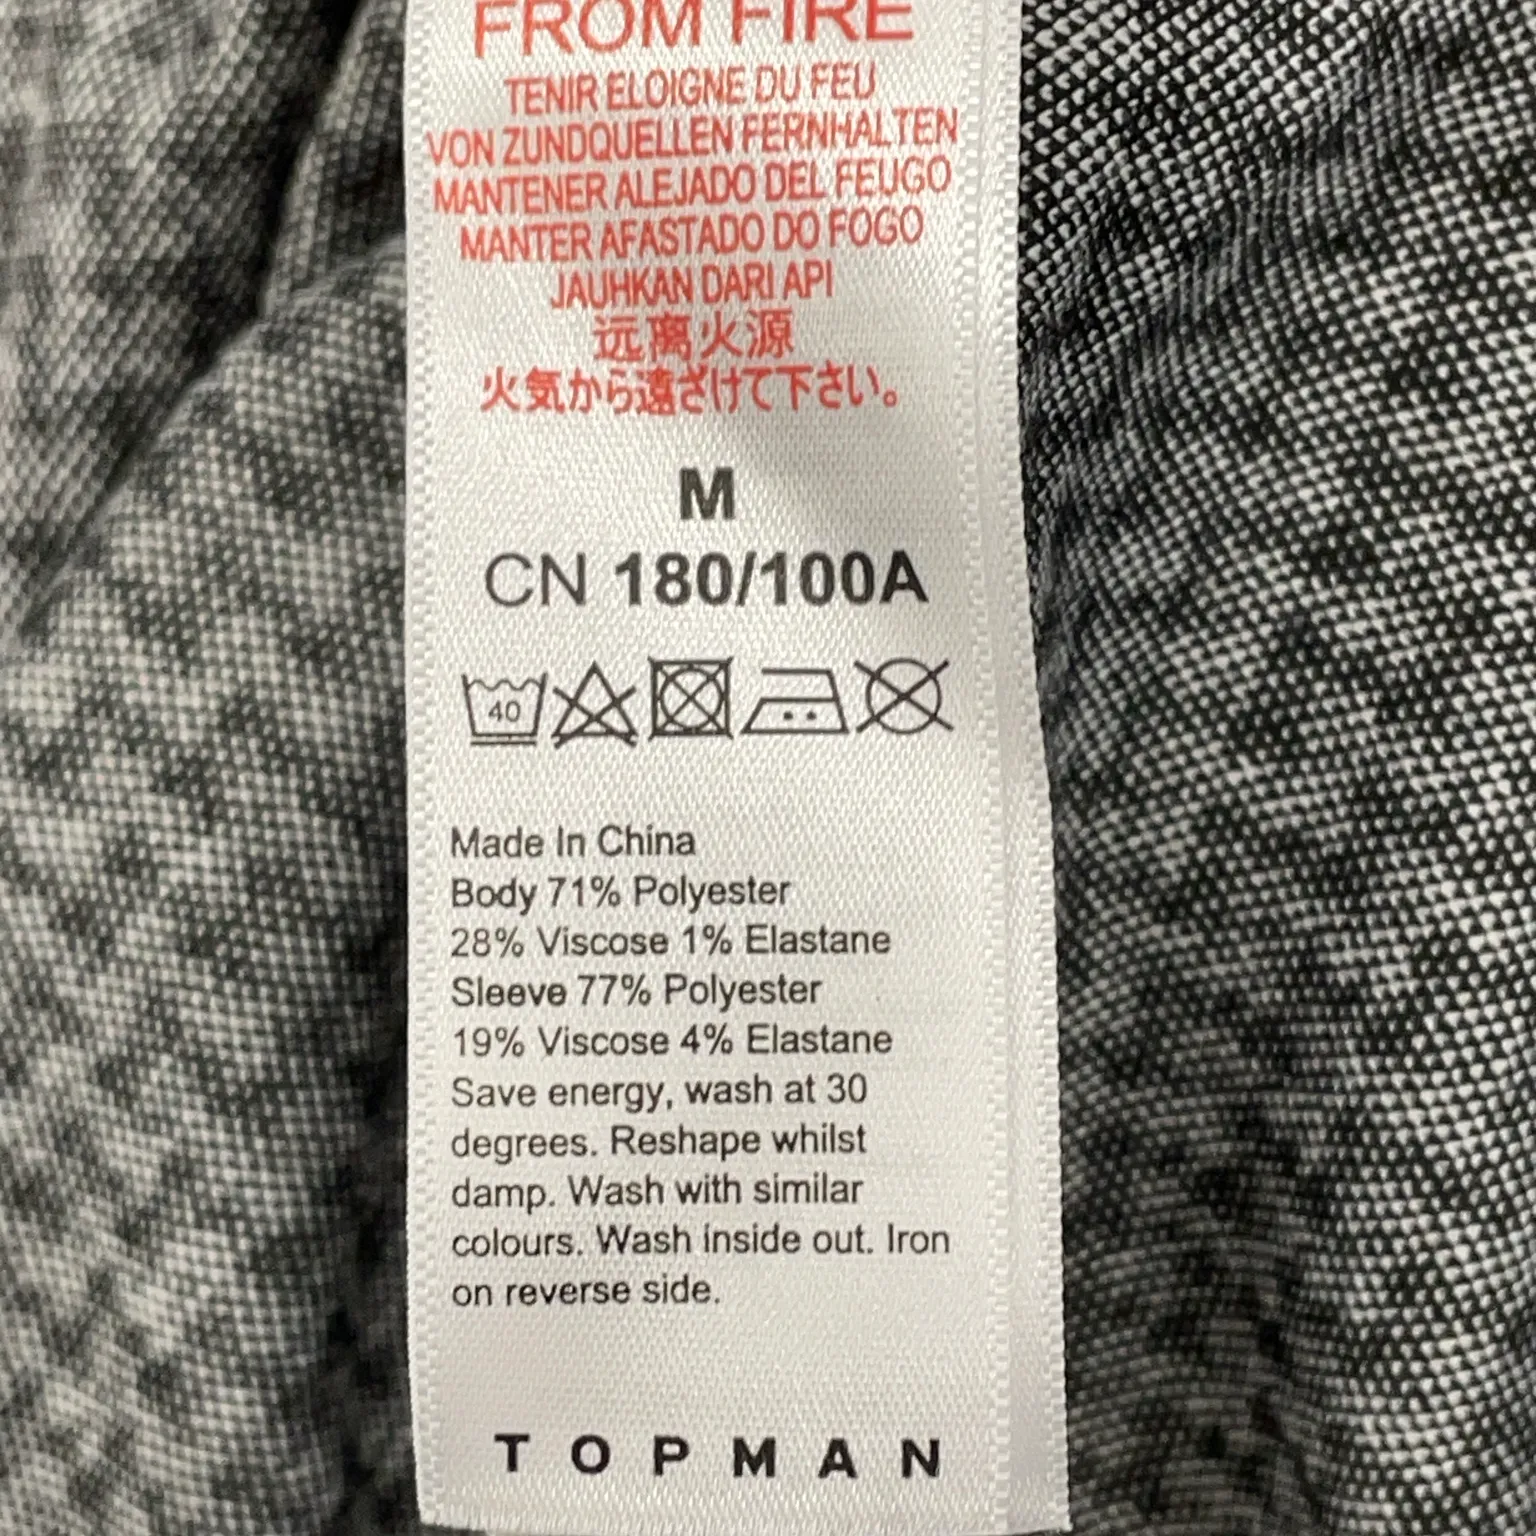 FROM FIRE
TENIR ELOIGNE DU FEU
VON ZUNDQUELLEN FERNHALTEN
MANTENER ALEJADO DEL FEUGO
MANTER AFASTADO DO FOGO
JAUHKAN DARI API
远离火源
火気から遠ざけて下さい。
M
CN 180/100A
40
Made In China
Body 71% Polyester
28% Viscose 1% Elastane
Sleeve 77% Polyester
19% Viscose 4% Elastane
Save energy, wash at 30
degrees. Reshape whilst
damp. Wash with similar
colours. Wash inside out. Iron
on reverse side.
TOPMAN